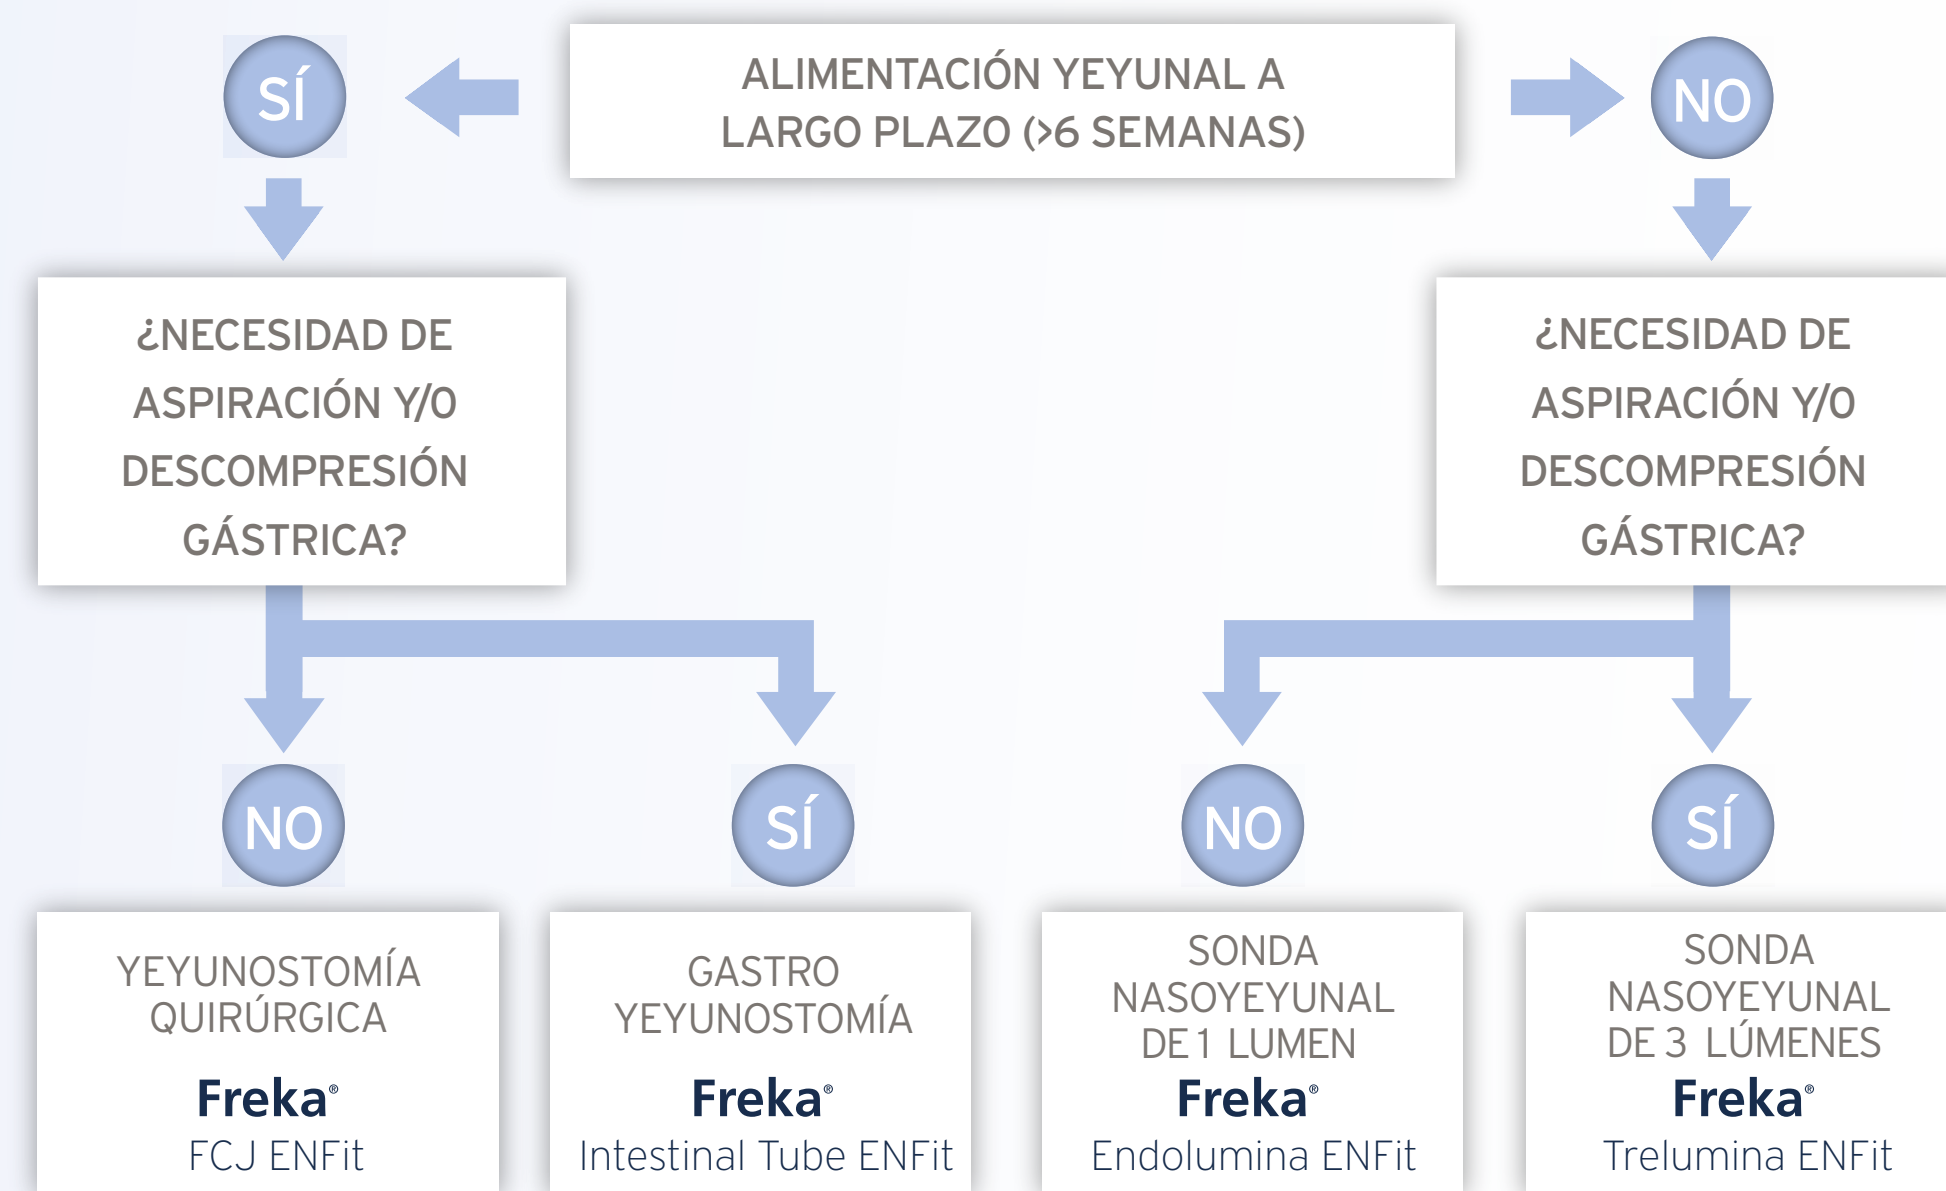 SÍ
ALIMENTACIÓN YEYUNAL A
LARGO PLAZO (>6 SEMANAS)
NO
¿NECESIDAD DE
ASPIRACIÓN Y/O
DESCOMPRESIÓN
GÁSTRICA?
¿NECESIDAD DE
ASPIRACIÓN Y/O
DESCOMPRESIÓN
GÁSTRICA?
NO
SÍ
NO
SÍ
YEYUNOSTOMÍA
QUIRÚRGICA
Freka®
FCJ ENFit
GASTRO
YEYUNOSTOMÍA
Freka®
Intestinal Tube ENFit
SONDA
NASOYEYUNAL
DE 1 LUMEN
Freka®
Endolumina ENFit
SONDA
NASOYEYUNAL
DE 3 LÚMENES
Freka®
Trelumina ENFit